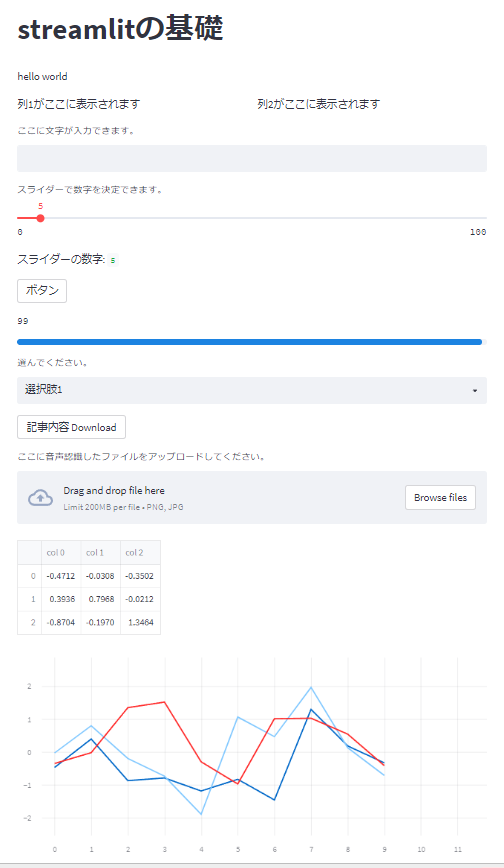 streamlitの基礎
hello world
列1がここに表示されます 列2がここに表示されます
ここに文字が入力できます。
スライダーで数字を決定できます。
5
0 100
スライダーの数字: 5
ボタン
99
選んでください。
選択肢1
記事内容 Download
ここに音声認識したファイルをアップロードしてください。
Drag and drop file here
Limit 200MB per file • PNG, JPG
Browse files
col 0 col 1 col 2
0 -0.4712 -0.0308 -0.3502
1 0.3936 0.7968 -0.0212
2 -0.8704 -0.1970 1.3464
2
1
0
-1
-2
0 1 2 3 4 5 6 7 8 9 10 11